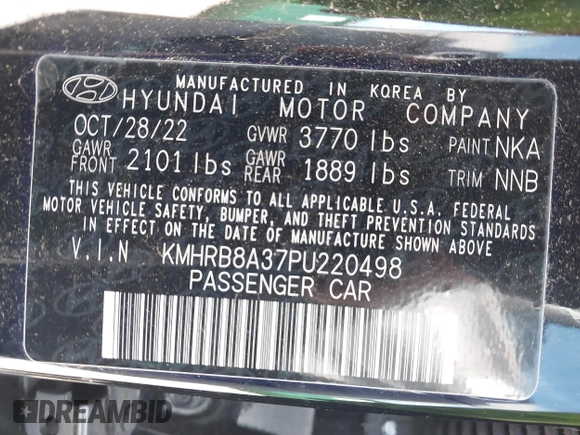 MANUFACTURED IN KOREA BY
HYUNDAI MOTOR COMPANY
OCT/28/22 GVWR 3770 lbs PAINT NKA
GAWR FRONT 2101 lbs GAWR REAR 1889 lbs TRIM NNB
THIS VEHICLE CONFORMS TO ALL APPLICABLE U.S.A. FEDERAL
MOTOR VEHICLE SAFETY, BUMPER, AND THEFT PREVENTION STANDARDS
IN EFFECT ON THE DATE OF MANUFACTURE SHOWN ABOVE
V.I.N KMHRB8A37PU220498
PASSENGER CAR
DREAMBID